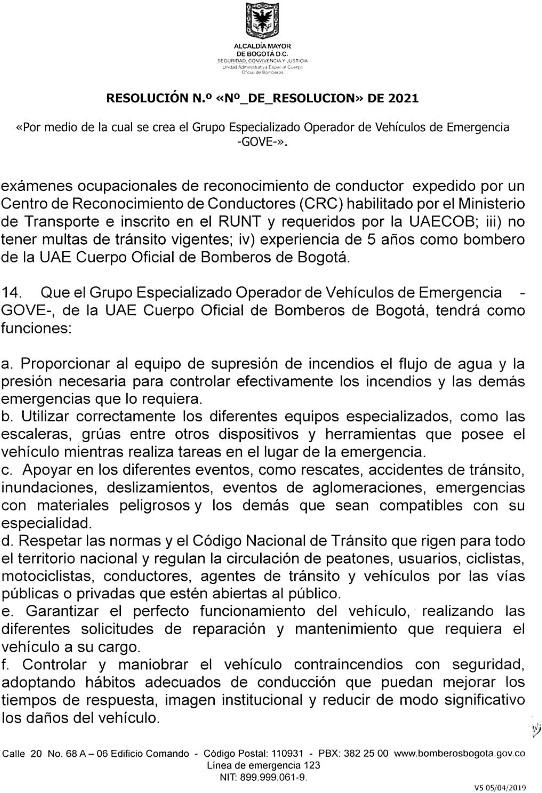 ALCALDÍA MAYOR
DE BOGOTÁ D.C.
SEGURIDAD, CONVIVENCIA Y JUSTICIA
Unidad Administrativa Especial Cuerpo
Oficial de Bomberos
RESOLUCIÓN N.º «Nº_DE_RESOLUCION» DE 2021
«Por medio de la cual se crea el Grupo Especializado Operador de Vehículos de Emergencia
-GOVE-».
exámenes ocupacionales de reconocimiento de conductor expedido por un
Centro de Reconocimiento de Conductores (CRC) habilitado por el Ministerio
de Transporte e inscrito en el RUNT y requeridos por la UAECOB; iii) no
tener multas de tránsito vigentes; iv) experiencia de 5 años como bombero
de la UAE Cuerpo Oficial de Bomberos de Bogotá.
14. Que el Grupo Especializado Operador de Vehículos de Emergencia -
GOVE-, de la UAE Cuerpo Oficial de Bomberos de Bogotá, tendrá como
funciones:
a. Proporcionar al equipo de supresión de incendios el flujo de agua y la
presión necesaria para controlar efectivamente los incendios y las demás
emergencias que lo requiera.
b. Utilizar correctamente los diferentes equipos especializados, como las
escaleras, grúas entre otros dispositivos y herramientas que posee el
vehículo mientras realiza tareas en el lugar de la emergencia.
c. Apoyar en los diferentes eventos, como rescates, accidentes de tránsito,
inundaciones, deslizamientos, eventos de aglomeraciones, emergencias
con materiales peligrosos y los demás que sean compatibles con su
especialidad.
d. Respetar las normas y el Código Nacional de Tránsito que rigen para todo
el territorio nacional y regulan la circulación de peatones, usuarios, ciclistas,
motociclistas, conductores, agentes de tránsito y vehículos por las vías
públicas o privadas que estén abiertas al público.
e. Garantizar el perfecto funcionamiento del vehículo, realizando las
diferentes solicitudes de reparación y mantenimiento que requiera el
vehículo a su cargo.
f. Controlar y maniobrar el vehículo contraincendios con seguridad,
adoptando hábitos adecuados de conducción que puedan mejorar los
tiempos de respuesta, imagen institucional y reducir de modo significativo
los daños del vehículo.
Calle 20 No. 68 A – 06 Edificio Comando - Código Postal: 110931 - PBX: 382 25 00 www.bomberosbogota.gov.co
Línea de emergencia 123
NIT: 899.999.061-9.
V5 05/04/2019